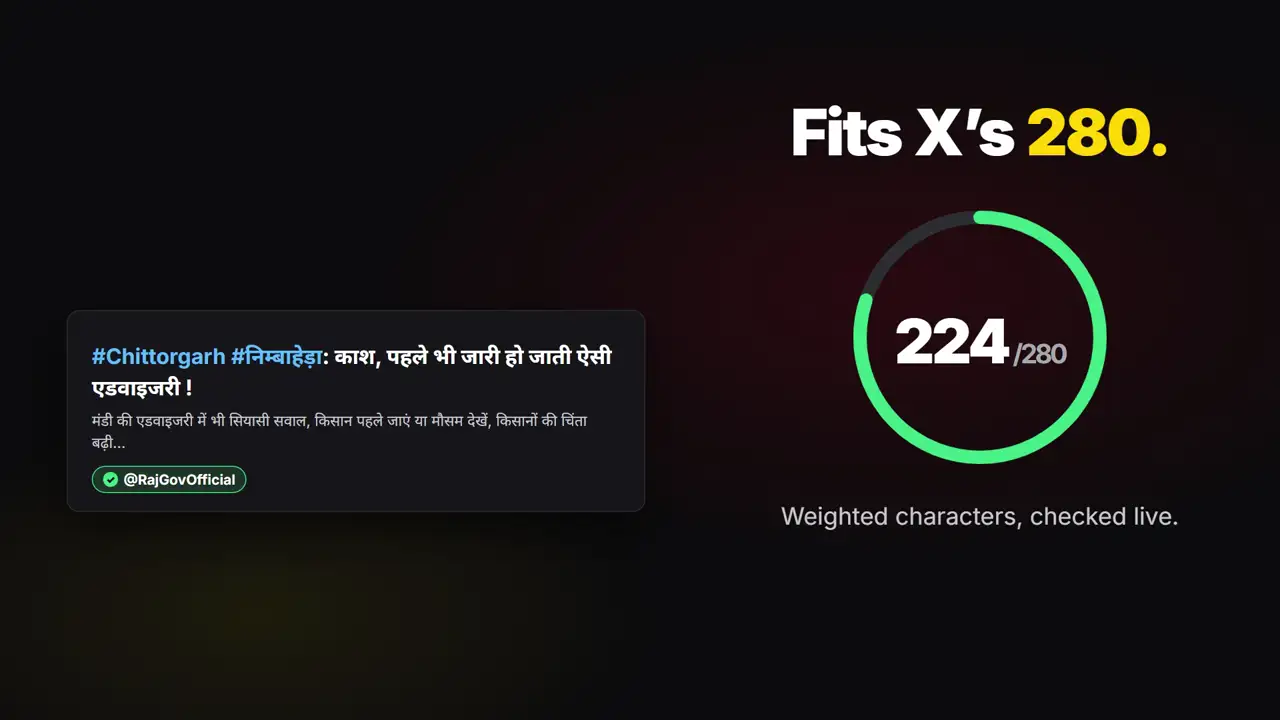 Fits X’s 280.
224/280
#Chittorgarh #निम्बाहेड़ा: काश, पहले भी जारी हो जाती ऐसी
एडवाइजरी !
मंडी की एडवाइजरी में भी सियासी सवाल, किसान पहले जाएं या मौसम देखें, किसानों की चिंता
बढ़ी...
@RajGovOfficial
Weighted characters, checked live.